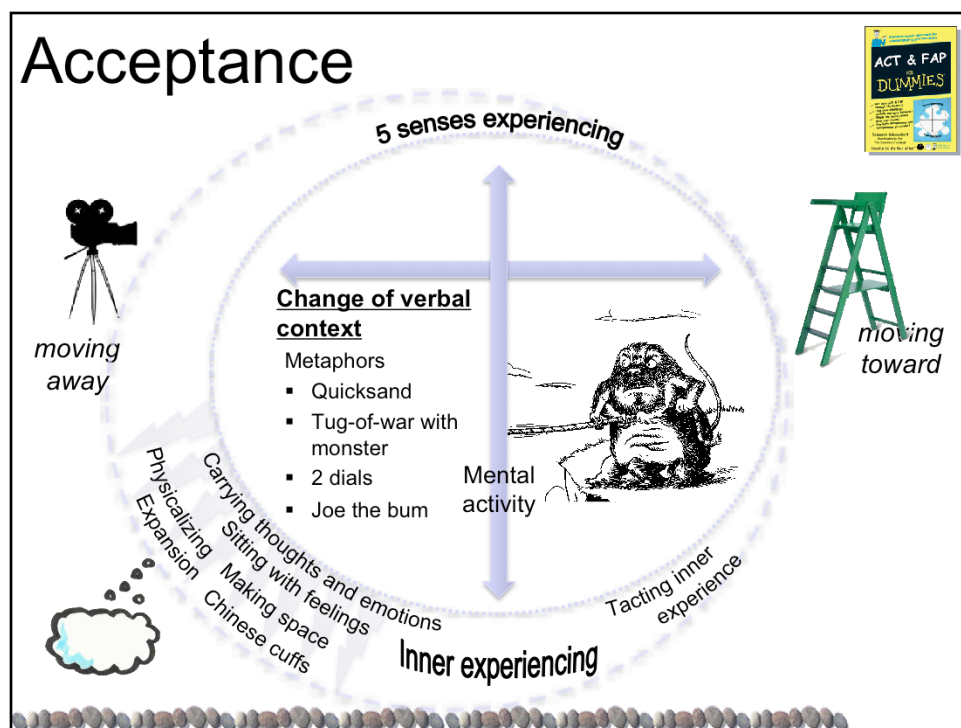 Acceptance
ACT & FAP
FOR
DUMMIES
5 senses experiencing
moving
away
moving
toward
Change of verbal
context
Metaphors
▪ Quicksand
▪ Tug-of-war with
monster
▪ 2 dials
▪ Joe the bum
Mental
activity
Carrying thoughts and emotions
Sitting with feelings
Making space
Chinese cuffs
Physicalizing
Expansion
Tacting inner
experience
Inner experiencing